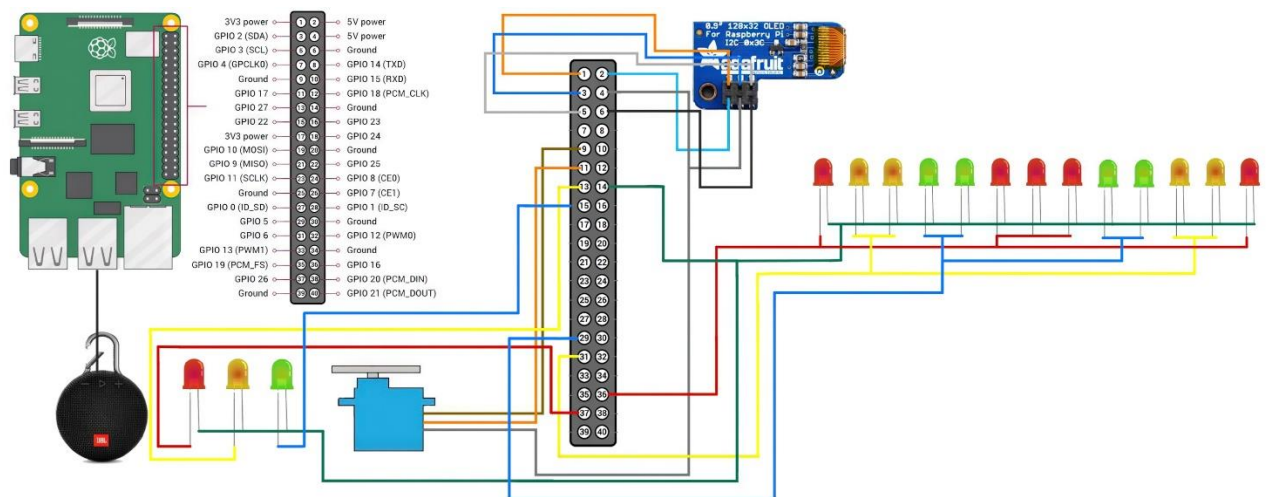 3V3 power 1 2 5V power
GPIO 2 (SDA) 3 4 5V power
GPIO 3 (SCL) 5 6 Ground
GPIO 4 (GPCLK0) 7 8 GPIO 14 (TXD)
Ground 9 10 GPIO 15 (RXD)
GPIO 17 11 12 GPIO 18 (PCM_CLK)
GPIO 27 13 14 Ground
GPIO 22 15 16 GPIO 23
3V3 power 17 18 GPIO 24
GPIO 10 (MOSI) 19 20 Ground
GPIO 9 (MISO) 21 22 GPIO 25
GPIO 11 (SCLK) 23 24 GPIO 8 (CE0)
Ground 25 26 GPIO 7 (CE1)
GPIO 0 (ID_SD) 27 28 GPIO 1 (ID_SC)
GPIO 5 29 30 Ground
GPIO 6 31 32 GPIO 12 (PWM0)
GPIO 13 (PWM1) 33 34 Ground
GPIO 19 (PCM_FS) 35 36 GPIO 16
GPIO 26 37 38 GPIO 20 (PCM_DIN)
Ground 39 40 GPIO 21 (PCM_DOUT)
JBL
1 2
3 4
5 6
7 8
9 10
11 12
13 14
15 16
17 18
19 20
21 22
23 24
25 26
27 28
29 30
31 32
33 34
35 36
37 38
39 40
128x32 OLED
For Raspberry Pi
I2C 0x3C